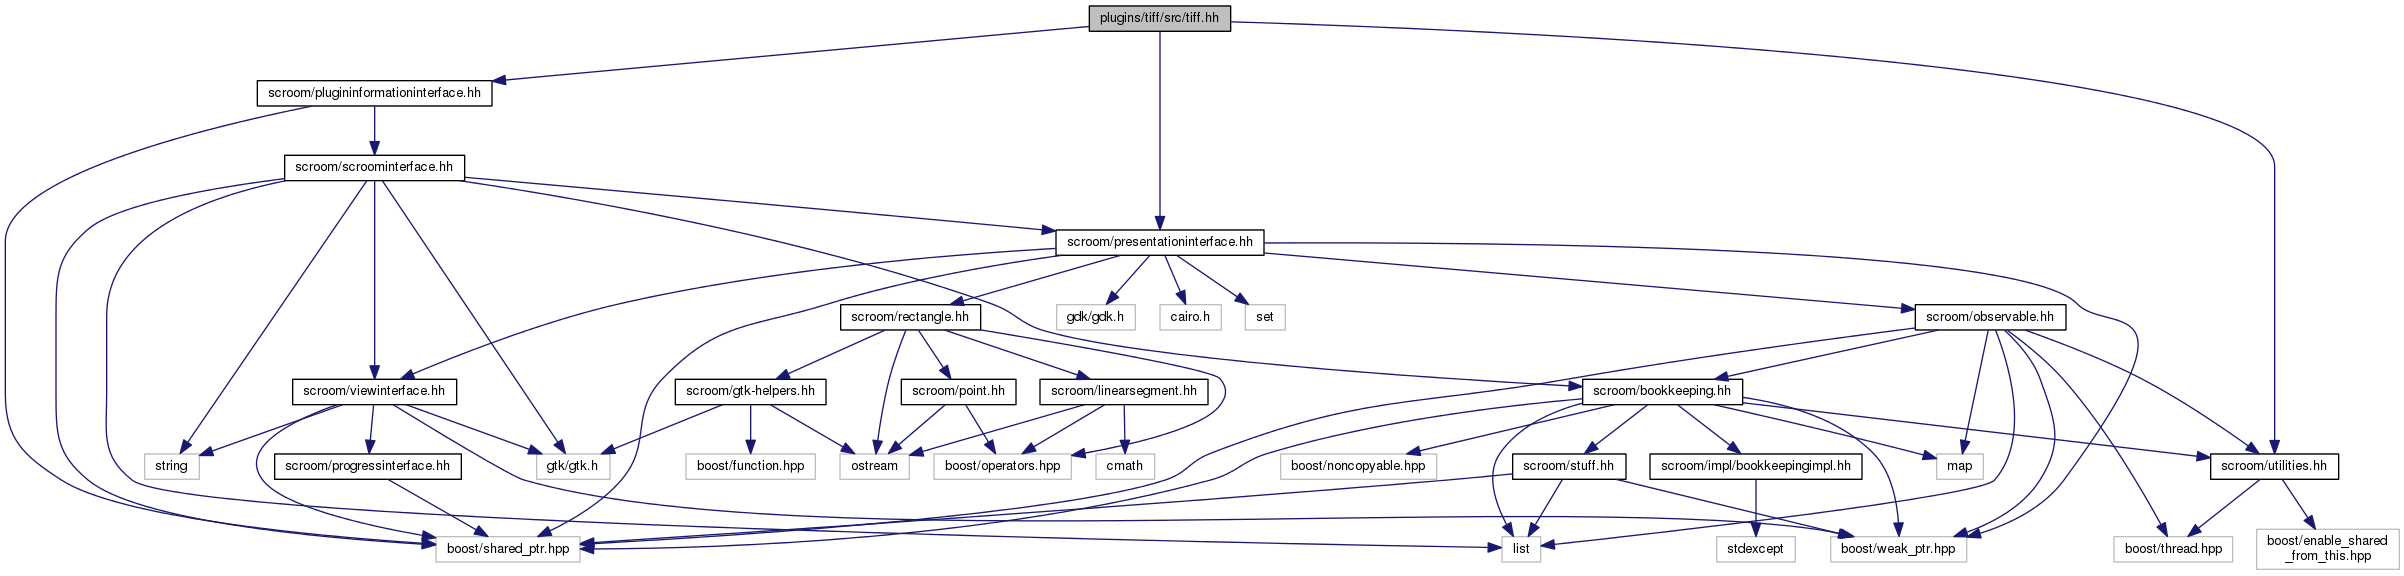 plugins/tiff/src/tiff.hh
scroom/plugininformationinterface.hh
scroom/scroominterface.hh
scroom/presentationinterface.hh
scroom/rectangle.hh
gdk/gdk.h
cairo.h
set
scroom/observable.hh
scroom/viewinterface.hh
scroom/gtk-helpers.hh
scroom/point.hh
scroom/linearsegment.hh
scroom/bookkeeping.hh
string
scroom/progressinterface.hh
gtk/gtk.h
boost/function.hpp
ostream
boost/operators.hpp
cmath
boost/noncopyable.hpp
scroom/stuff.hh
scroom/impl/bookkeepingimpl.hh
map
scroom/utilities.hh
boost/shared_ptr.hpp
list
stdexcept
boost/weak_ptr.hpp
boost/thread.hpp
boost/enable_shared
_from_this.hpp